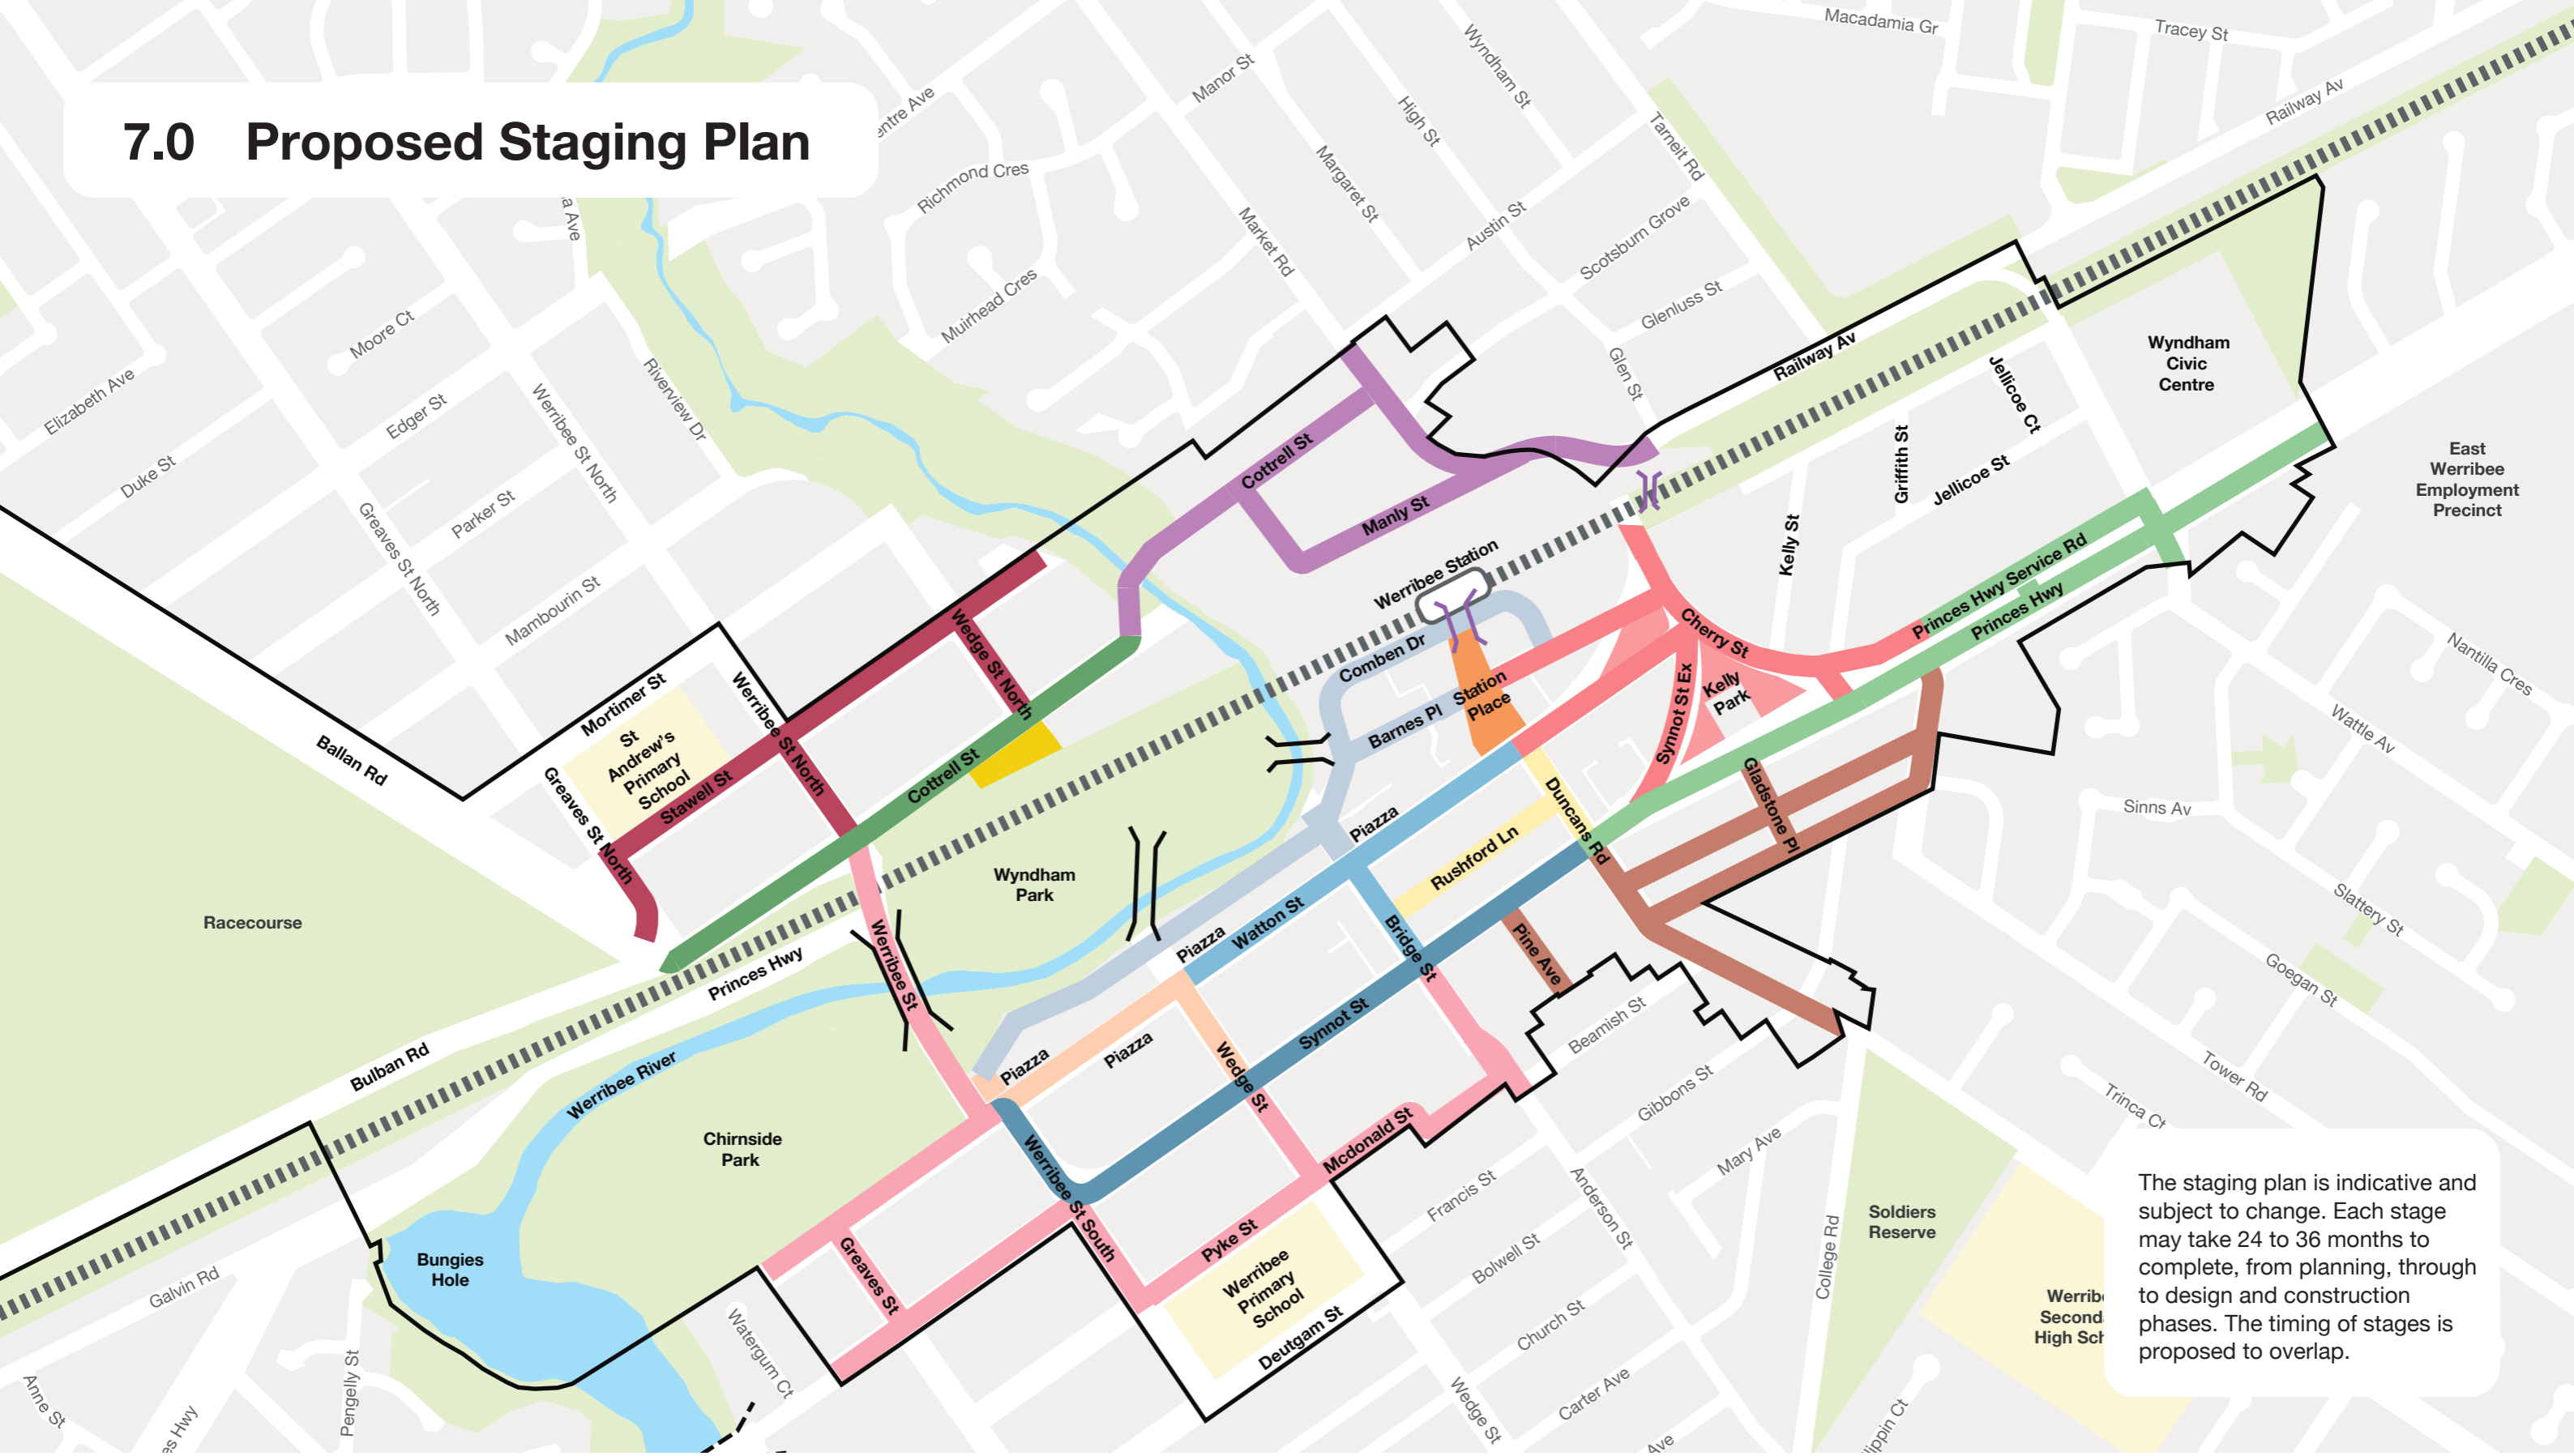 7.0 Proposed Staging Plan
Macadamia Gr
Tracey St
Railway Av
Wyndham St
Manor St
High St
Tarneit Rd
Margaret St
Richmond Cres
Austin St
Market Rd
Scotsburn Grove
Muirhead Cres
Glenluss St
Moore Ct
Elizabeth Ave
Edger St
Riverview Dr
Werribee St North
Glen St
Railway Av
Jellicoe Ct
Wyndham
Civic
Centre
Duke St
Parker St
Greaves St North
Mambourin St
Cottrell St
Manly St
Griffith St
Jellicoe St
Kelly St
East
Werribee
Employment
Precinct
Werribee Station
Princes Hwy Service Rd
Princes Hwy
Cherry St
Comben Dr
Barnes Pl
Station
Place
Synnot St Ex
Kelly
Park
Wedge St North
Werribee St North
Mortimer St
St
Andrew's
Primary
School
Stawell St
Greaves St North
Cottrell St
Ballan Rd
Racecourse
Nantilla Cres
Wattle Av
Sinns Av
Slattery St
Goegan St
Tower Rd
Trinca Ct
Duncans Rd
Gladstone Pl
Piazza
Rushford Ln
Wyndham
Park
Piazza
Watton St
Bridge St
Pine Ave
Princes Hwy
Werribee St
Bulban Rd
Werribee River
Piazza
Piazza
Wedge St
Synnot St
Beamish St
Gibbons St
Mary Ave
Chirnside
Park
Werribee St South
Mcdonald St
Francis St
Anderson St
Bolwell St
Church St
Carter Ave
Wedge St
College Rd
Soldiers
Reserve
Bungies
Hole
Galvin Rd
Greaves St
Pyke St
Werribee
Primary
School
Deutgam St
Watergum Ct
Pengelly St
Anne St
Ave
The staging plan is indicative and
subject to change. Each stage
may take 24 to 36 months to
complete, from planning, through
to design and construction
phases. The timing of stages is
proposed to overlap.